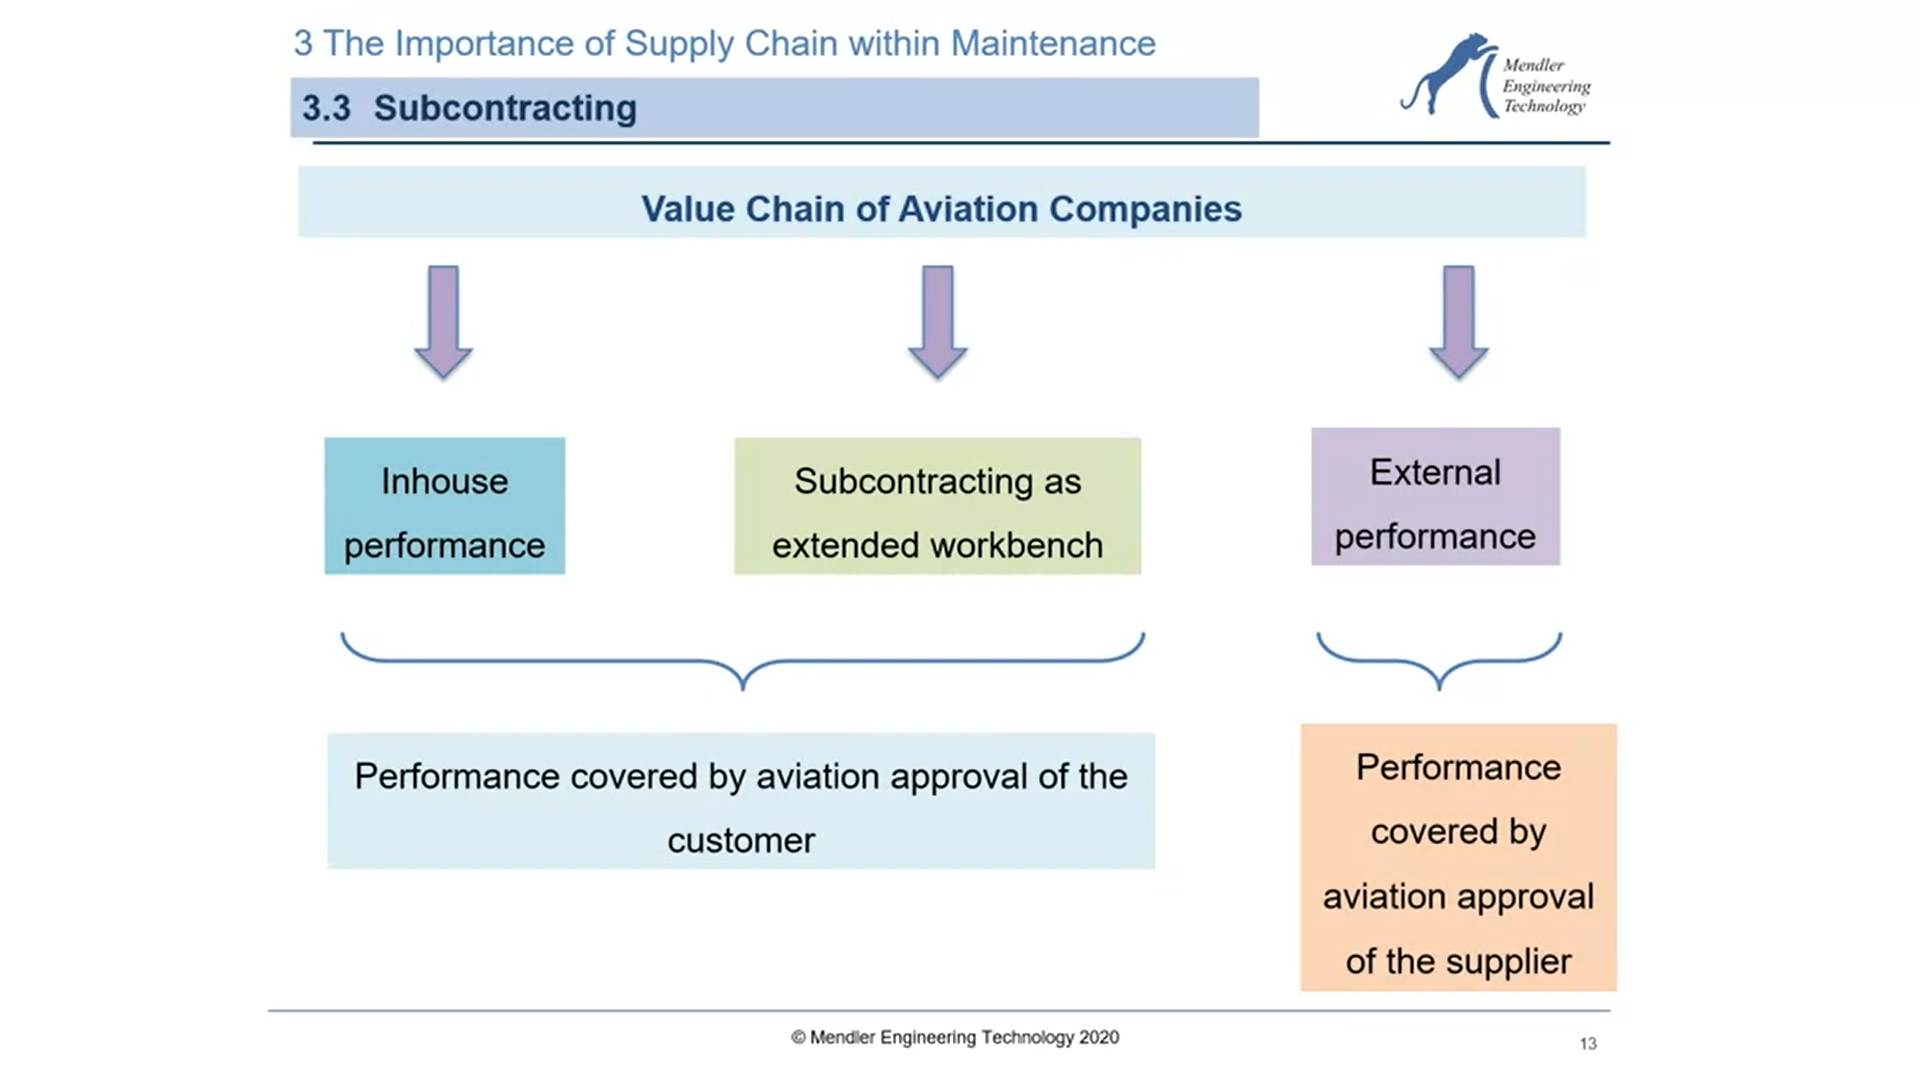 3 The Importance of Supply Chain within Maintenance
3.3 Subcontracting
Mendler
Engineering
Technology
Value Chain of Aviation Companies
Inhouse
performance
Subcontracting as
extended workbench
External
performance
Performance covered by aviation approval of the
customer
Performance
covered by
aviation approval
of the supplier
© Mendler Engineering Technology 2020
13